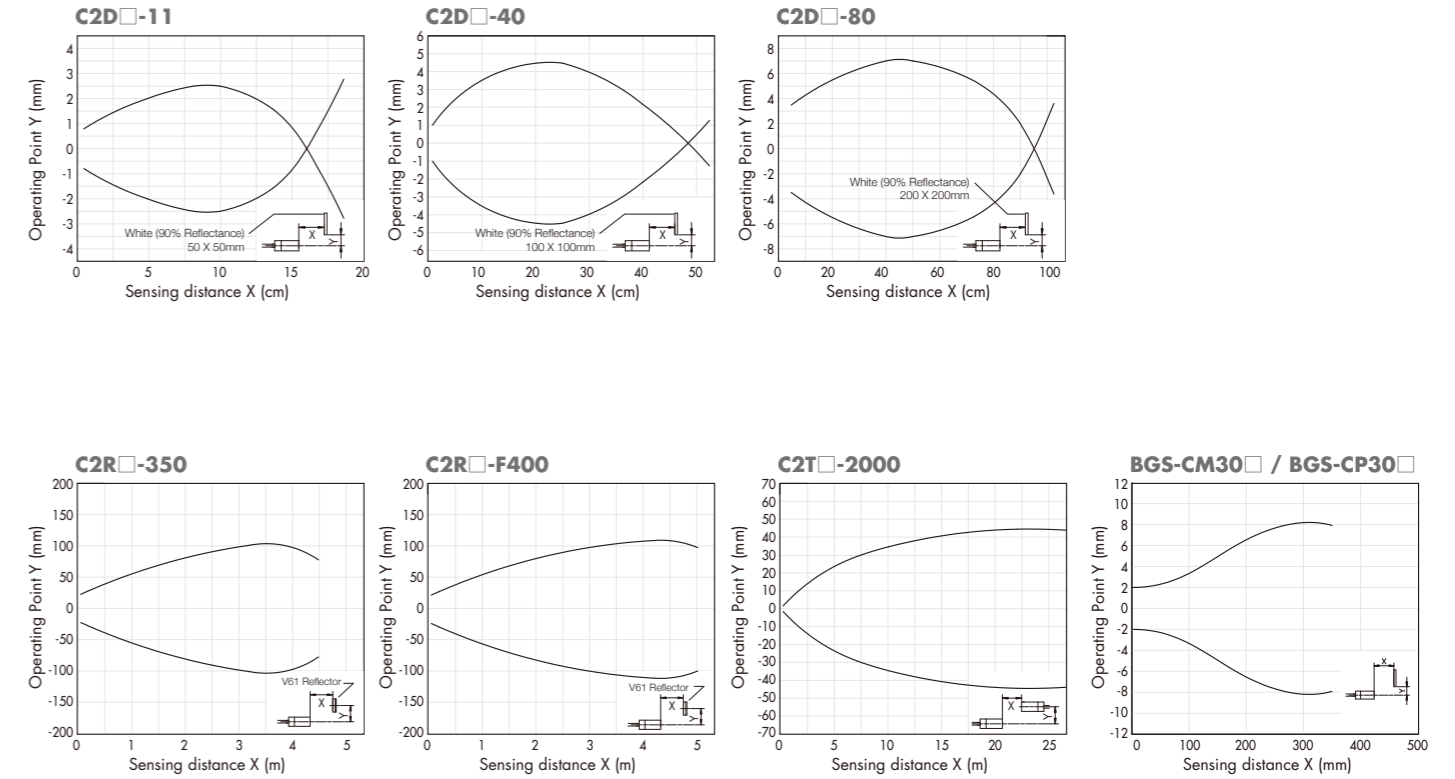 C2D□-11
Operating Point Y (mm)
4
3
2
1
0
-1
-2
-3
-4
White (90% Reflectance)
50 X 50mm
X
Y
0 5 10 15 20
Sensing distance X (cm)
C2D□-40
Operating Point Y (mm)
6
5
4
3
2
1
0
-1
-2
-3
-4
-5
-6
White (90% Reflectance)
100 X 100mm
X
Y
0 10 20 30 40 50
Sensing distance X (cm)
C2D□-80
Operating Point Y (mm)
8
6
4
2
0
-2
-4
-6
-8
White (90% Reflectance)
200 X 200mm
X
Y
0 20 40 60 80 100
Sensing distance X (cm)
C2R□-350
Operating Point Y (mm)
200
150
100
50
0
-50
-100
-150
-200
V61 Reflector
X
Y
0 1 2 3 4 5
Sensing distance X (m)
C2R□-F400
Operating Point Y (mm)
200
150
100
50
0
-50
-100
-150
-200
V61 Reflector
X
Y
0 1 2 3 4 5
Sensing distance X (m)
C2T□-2000
Operating Point Y (mm)
70
60
50
40
30
20
10
0
-10
-20
-30
-40
-50
-60
-70
X
Y
0 5 10 15 20 25
Sensing distance X (m)
BGS-CM30□ / BGS-CP30□
Operating Point Y (mm)
12
10
8
6
4
2
0
-2
-4
-6
-8
-10
-12
X
Y
0 100 200 300 400 500
Sensing distance X (mm)